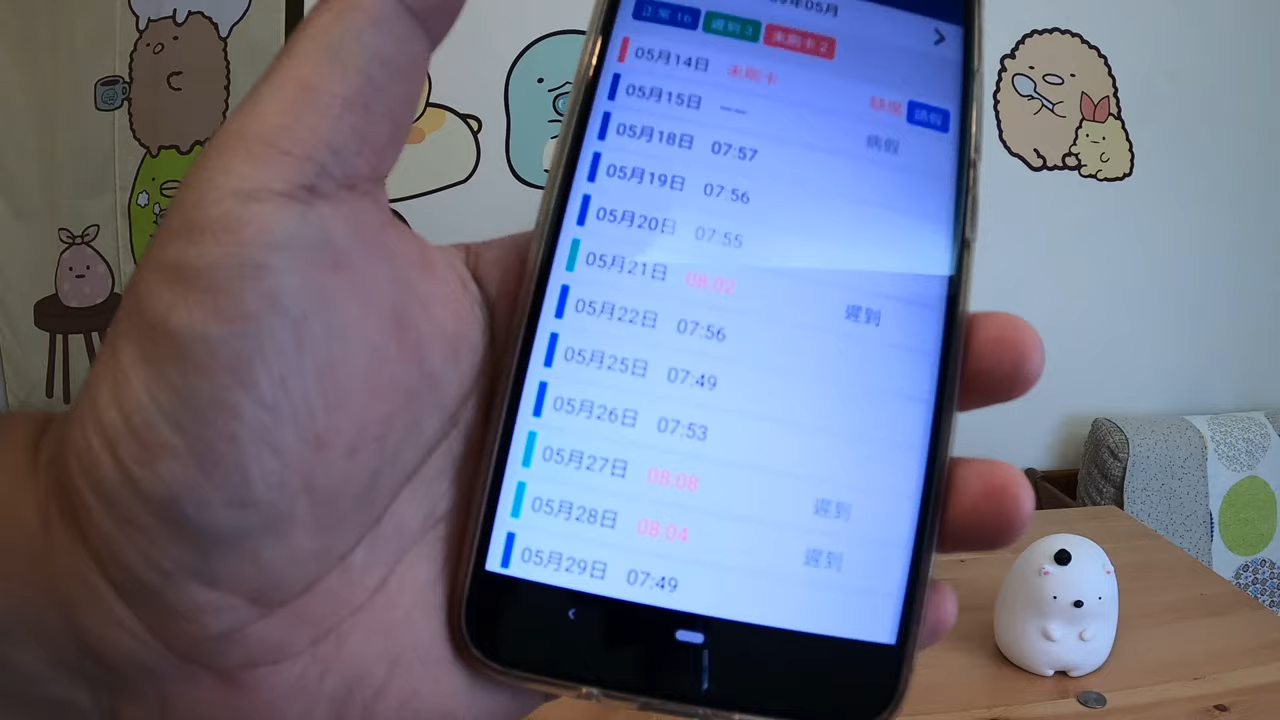 年05月
正常 16 遲到 3 未刷卡 2
05月14日 未刷卡
缺席 請假
05月15日 ——
病假
05月18日 07:57
05月19日 07:56
05月20日 07:55
05月21日 08:02
遲到
05月22日 07:56
05月25日 07:49
05月26日 07:53
05月27日 08:08
遲到
05月28日 08:04
遲到
05月29日 07:49